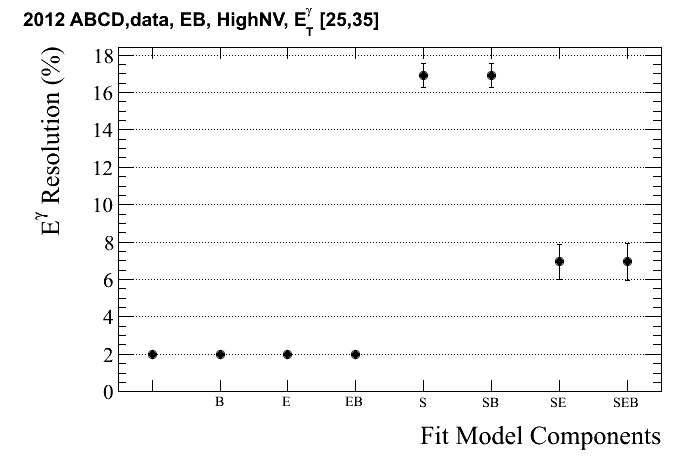 2012 ABCD,data, EB, HighNV, E_T^γ [25,35]
E^γ Resolution (%)
18
16
14
12
10
8
6
4
2
0
B E EB S SB SE SEB
Fit Model Components